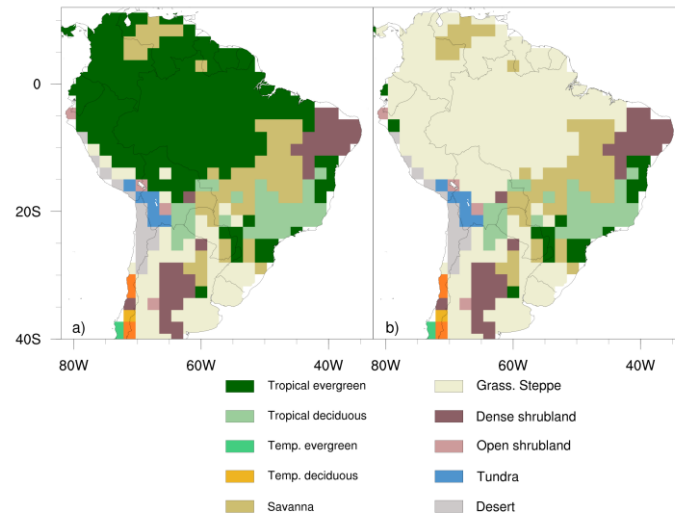 0
20S
40S
a)
b)
80W
60W
40W
80W
60W
40W
Tropical evergreen
Grass. Steppe
Tropical deciduous
Dense shrubland
Temp. evergreen
Open shrubland
Temp. deciduous
Tundra
Savanna
Desert